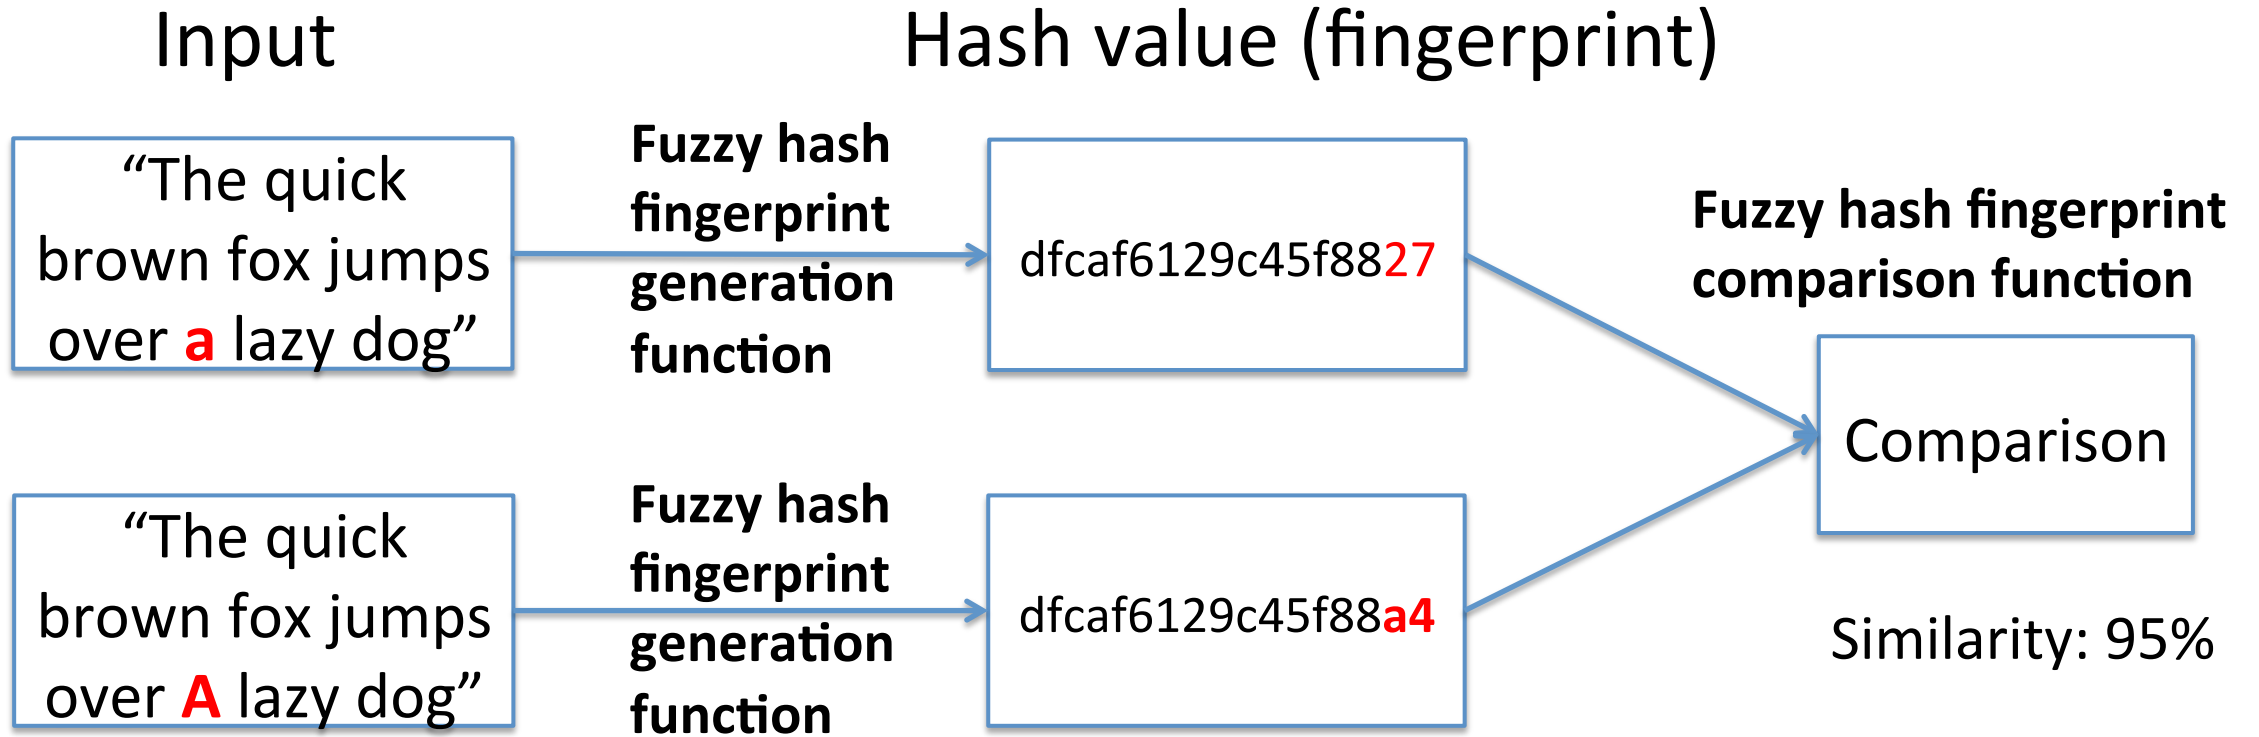 Input
Hash value (fingerprint)
“The quick
brown fox jumps
over a lazy dog”
Fuzzy hash
fingerprint
generation
function
dfcaf6129c45f8827
Fuzzy hash fingerprint
comparison function
Comparison
Similarity: 95%
“The quick
brown fox jumps
over A lazy dog”
Fuzzy hash
fingerprint
generation
function
dfcaf6129c45f88a4